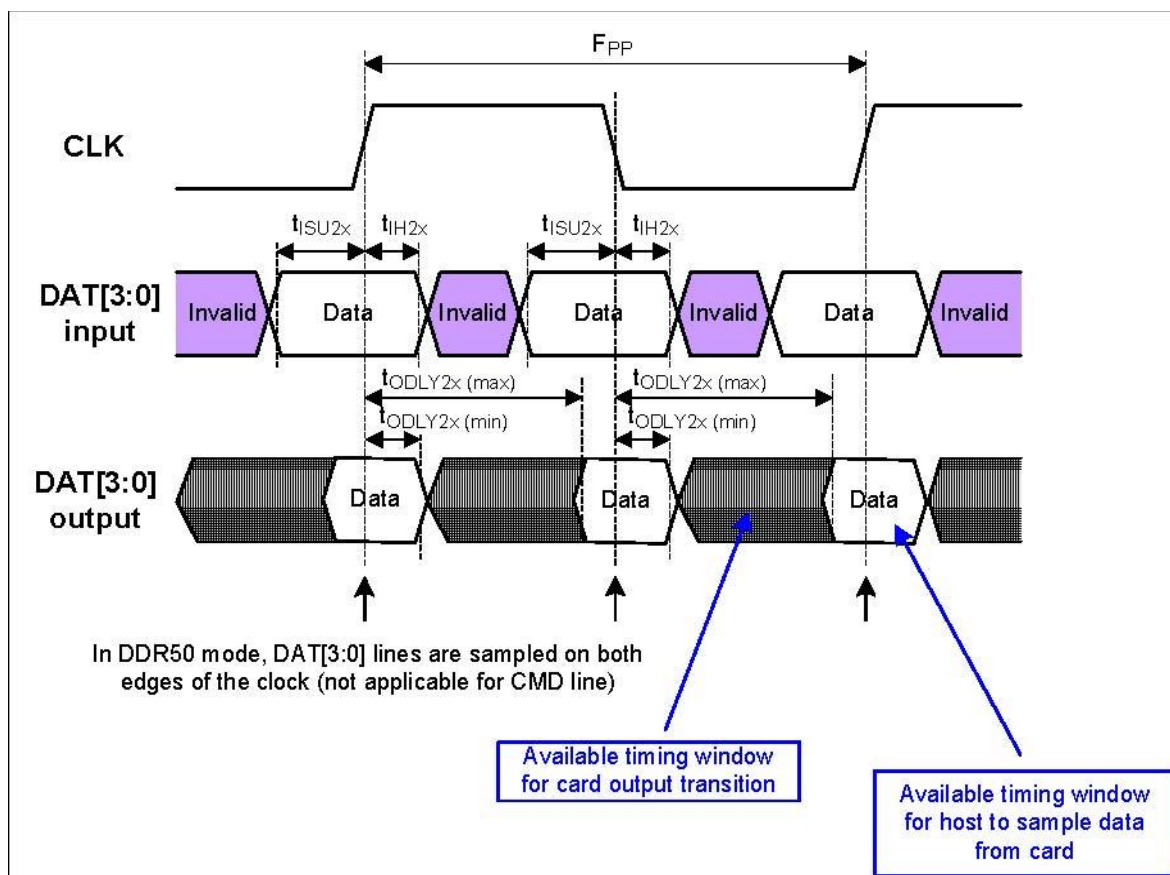 FPP
CLK
tISU2x tIH2x tISU2x tIH2x
DAT[3:0]
input
Invalid Data Invalid Data Invalid Data Invalid
tODLY2x (max) tODLY2x (max)
tODLY2x (min) tODLY2x (min)
DAT[3:0]
output
Data Data Data
In DDR50 mode, DAT[3:0] lines are sampled on both
edges of the clock (not applicable for CMD line)
Available timing window
for card output transition
Available timing window
for host to sample data
from card